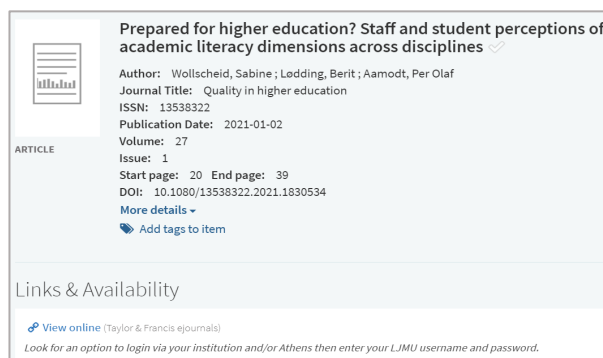 Prepared for higher education? Staff and student perceptions of
academic literacy dimensions across disciplines
Author: Wollscheid, Sabine ; Lødding, Berit ; Aamodt, Per Olaf
Journal Title: Quality in higher education
ISSN: 13538322
Publication Date: 2021-01-02
Volume: 27
Issue: 1
Start page: 20 End page: 39
DOI: 10.1080/13538322.2021.1830534
More details
Add tags to item
ARTICLE
Links & Availability
View online (Taylor & Francis ejournals)
Look for an option to login via your institution and/or Athens then enter your LJMU username and password.